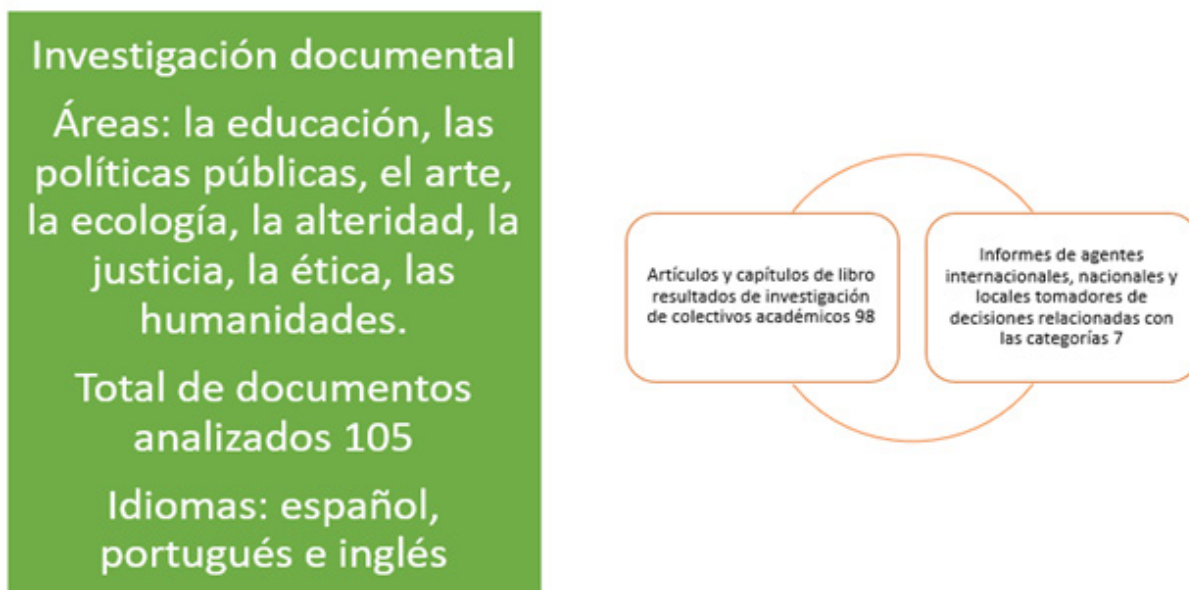 Investigación documental
Áreas: la educación, las
políticas públicas, el arte,
la ecología, la alteridad, la
justicia, la ética, las
humanidades.
Total de documentos
analizados 105
Idiomas: español,
portugués e inglés
Artículos y capítulos de libro
resultados de investigación
de colectivos académicos 98
Informes de agentes
internacionales, nacionales y
locales tomadores de
decisiones relacionadas con
las categorías 7